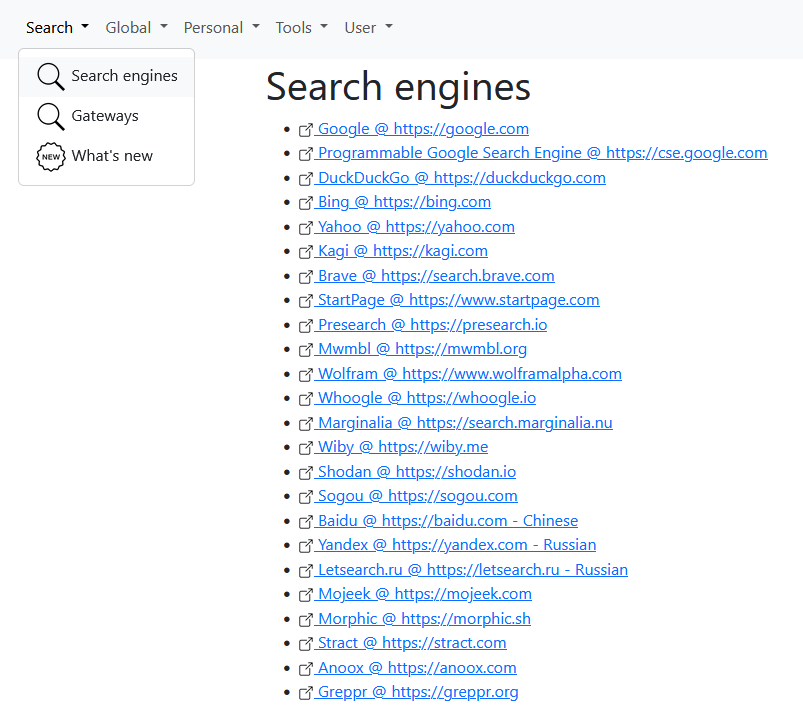 Search Global Personal Tools User
Search engines
Gateways
NEW What's new
Search engines
Google @ https://google.com
Programmable Google Search Engine @ https://cse.google.com
DuckDuckGo @ https://duckduckgo.com
Bing @ https://bing.com
Yahoo @ https://yahoo.com
Kagi @ https://kagi.com
Brave @ https://search.brave.com
StartPage @ https://www.startpage.com
Presearch @ https://presearch.io
Mwmbl @ https://mwmbl.org
Wolfram @ https://www.wolframalpha.com
Whoogle @ https://whoogle.io
Marginalia @ https://search.marginalia.nu
Wiby @ https://wiby.me
Shodan @ https://shodan.io
Sogou @ https://sogou.com
Baidu @ https://baidu.com - Chinese
Yandex @ https://yandex.com - Russian
Letsearch.ru @ https://letsearch.ru - Russian
Mojeek @ https://mojeek.com
Morphic @ https://morphic.sh
Stract @ https://stract.com
Anoox @ https://anoox.com
Greppr @ https://greppr.org